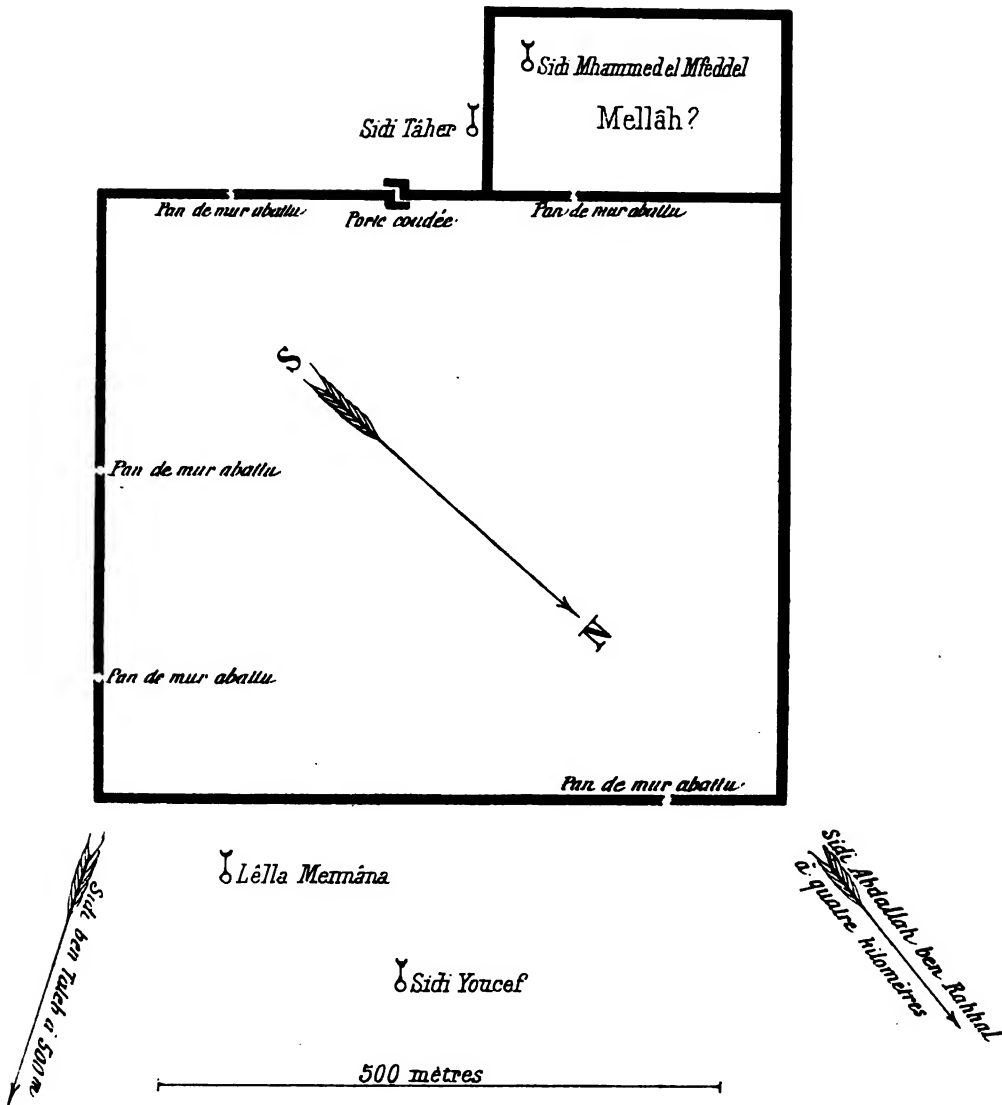 Sidi Mhammed el Mfeddel
Mellâh?
Sidi Tâher
Pan de mur abattu
Porte coudée
Pan de mur abattu
S
Pan de mur abattu
N
Pan de mur abattu
Pan de mur abattu
Lêlla Mennâna
Sidi Youcef
Sidi ben Taleh à 500 m
Sidi Abdallah ben Rahhal
à quatre kilomètres
500 mètres